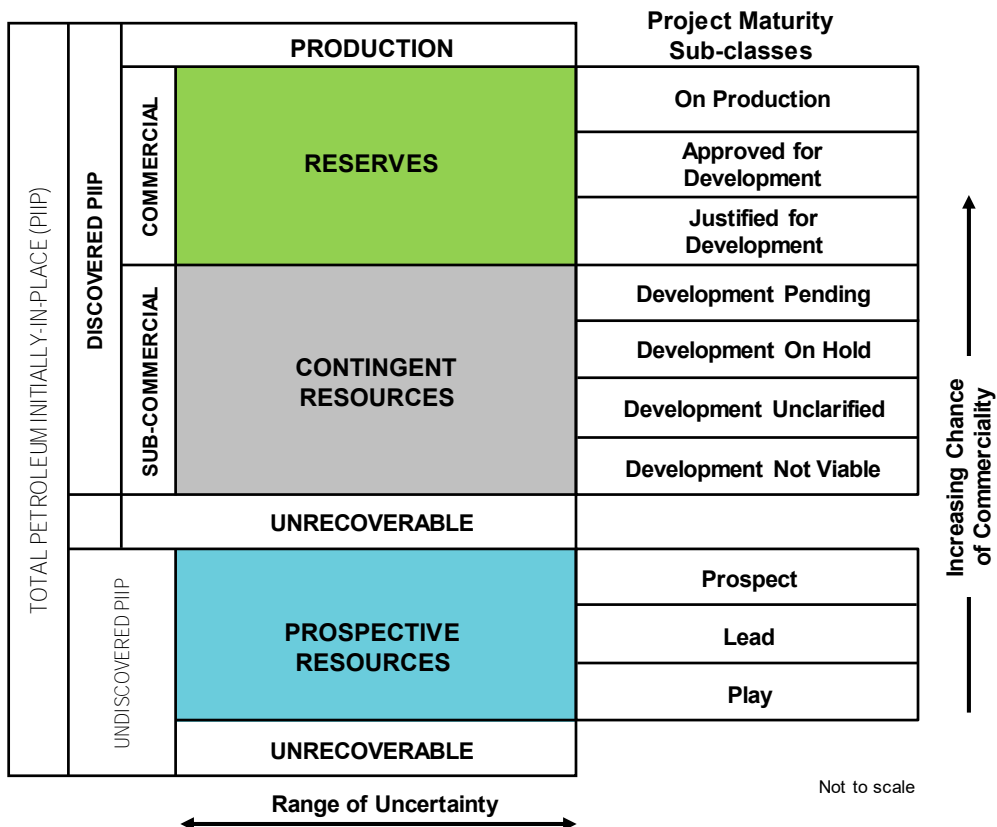 Project Maturity
Sub-classes
PRODUCTION
TOTAL PETROLEUM INITIALLY-IN-PLACE (PIIP)
DISCOVERED PIIP
COMMERCIAL
RESERVES
On Production
Approved for
Development
Justified for
Development
SUB-COMMERCIAL
CONTINGENT
RESOURCES
Development Pending
Development On Hold
Development Unclarified
Development Not Viable
UNRECOVERABLE
UNDISCOVERED PIIP
PROSPECTIVE
RESOURCES
Prospect
Lead
Play
UNRECOVERABLE
Increasing Chance
of Commerciality
Not to scale
Range of Uncertainty